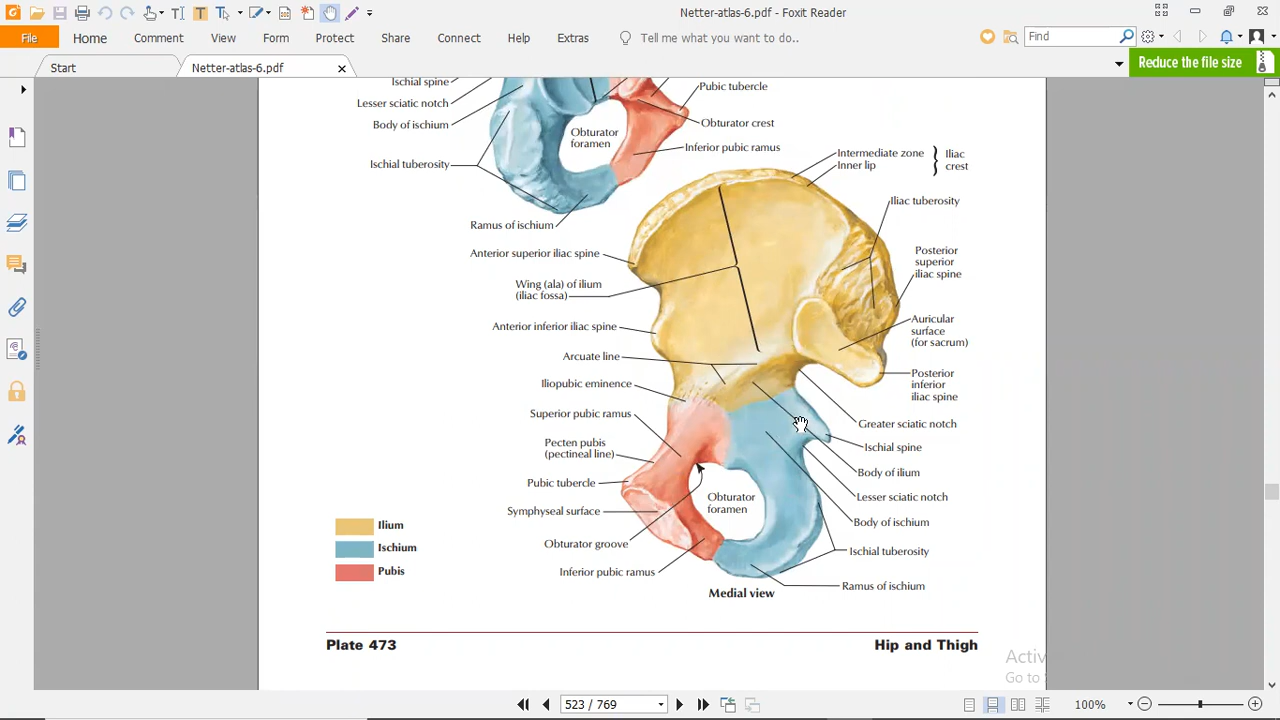 Netter-atlas-6.pdf - Foxit Reader
File Home Comment View Form Protect Share Connect Help Extras Tell me what you want to do.. Find
Start Netter-atlas-6.pdf Reduce the file size
Ischial spine
Lesser sciatic notch
Body of ischium
Ischial tuberosity
Ramus of ischium
Obturator
foramen
Pubic tubercle
Obturator crest
Inferior pubic ramus
Intermediate zone
Inner lip
Iliac
crest
Iliac tuberosity
Posterior
superior
iliac spine
Auricular
surface
(for sacrum)
Posterior
inferior
iliac spine
Greater sciatic notch
Ischial spine
Body of ilium
Lesser sciatic notch
Body of ischium
Ischial tuberosity
Ramus of ischium
Anterior superior iliac spine
Wing (ala) of ilium
(iliac fossa)
Anterior inferior iliac spine
Arcuate line
Iliopubic eminence
Superior pubic ramus
Pecten pubis
(pectineal line)
Pubic tubercle
Symphyseal surface
Obturator groove
Inferior pubic ramus
Obturator
foramen
Ilium
Ischium
Pubis
Medial view
Plate 473 Hip and Thigh
Go to
523 / 769 100%